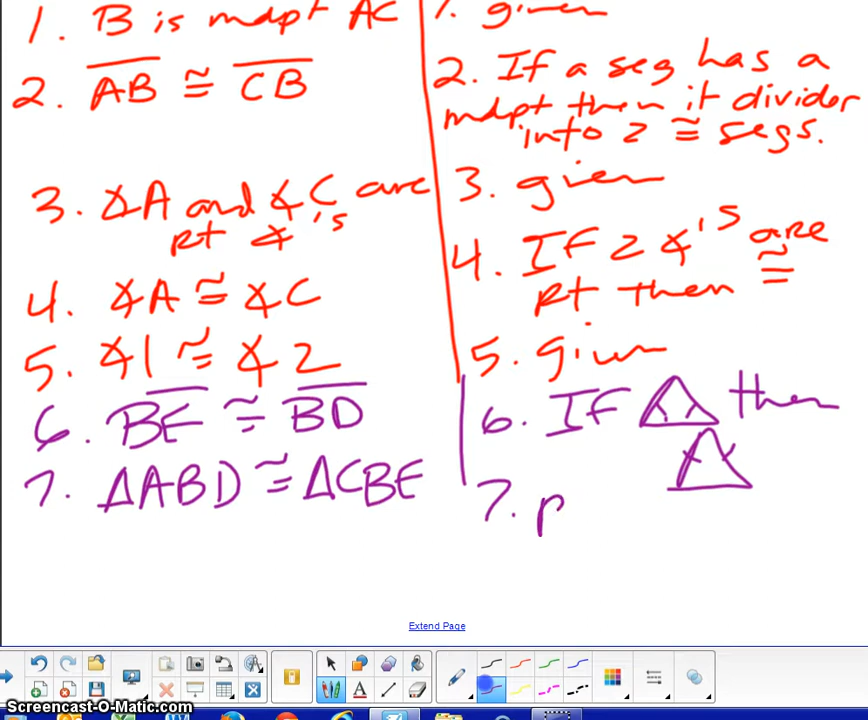 1. B is mdpt AC
2. AB ≅ CB
3. ∡A and ∡C are
rt ∡'s
4. ∡A ≅ ∡C
5. ∡1 ≅ ∡2
6. BE ≅ BD
7. △ABD ≅ △CBE
1. given
2. If a seg has a
mdpt then it divider
into 2 ≅ segs.
3. given
4. If 2 ∡'s are
rt then ≅
5. given
6. If △ then
△
7. p
Extend Page
Screencast-O-Matic.com